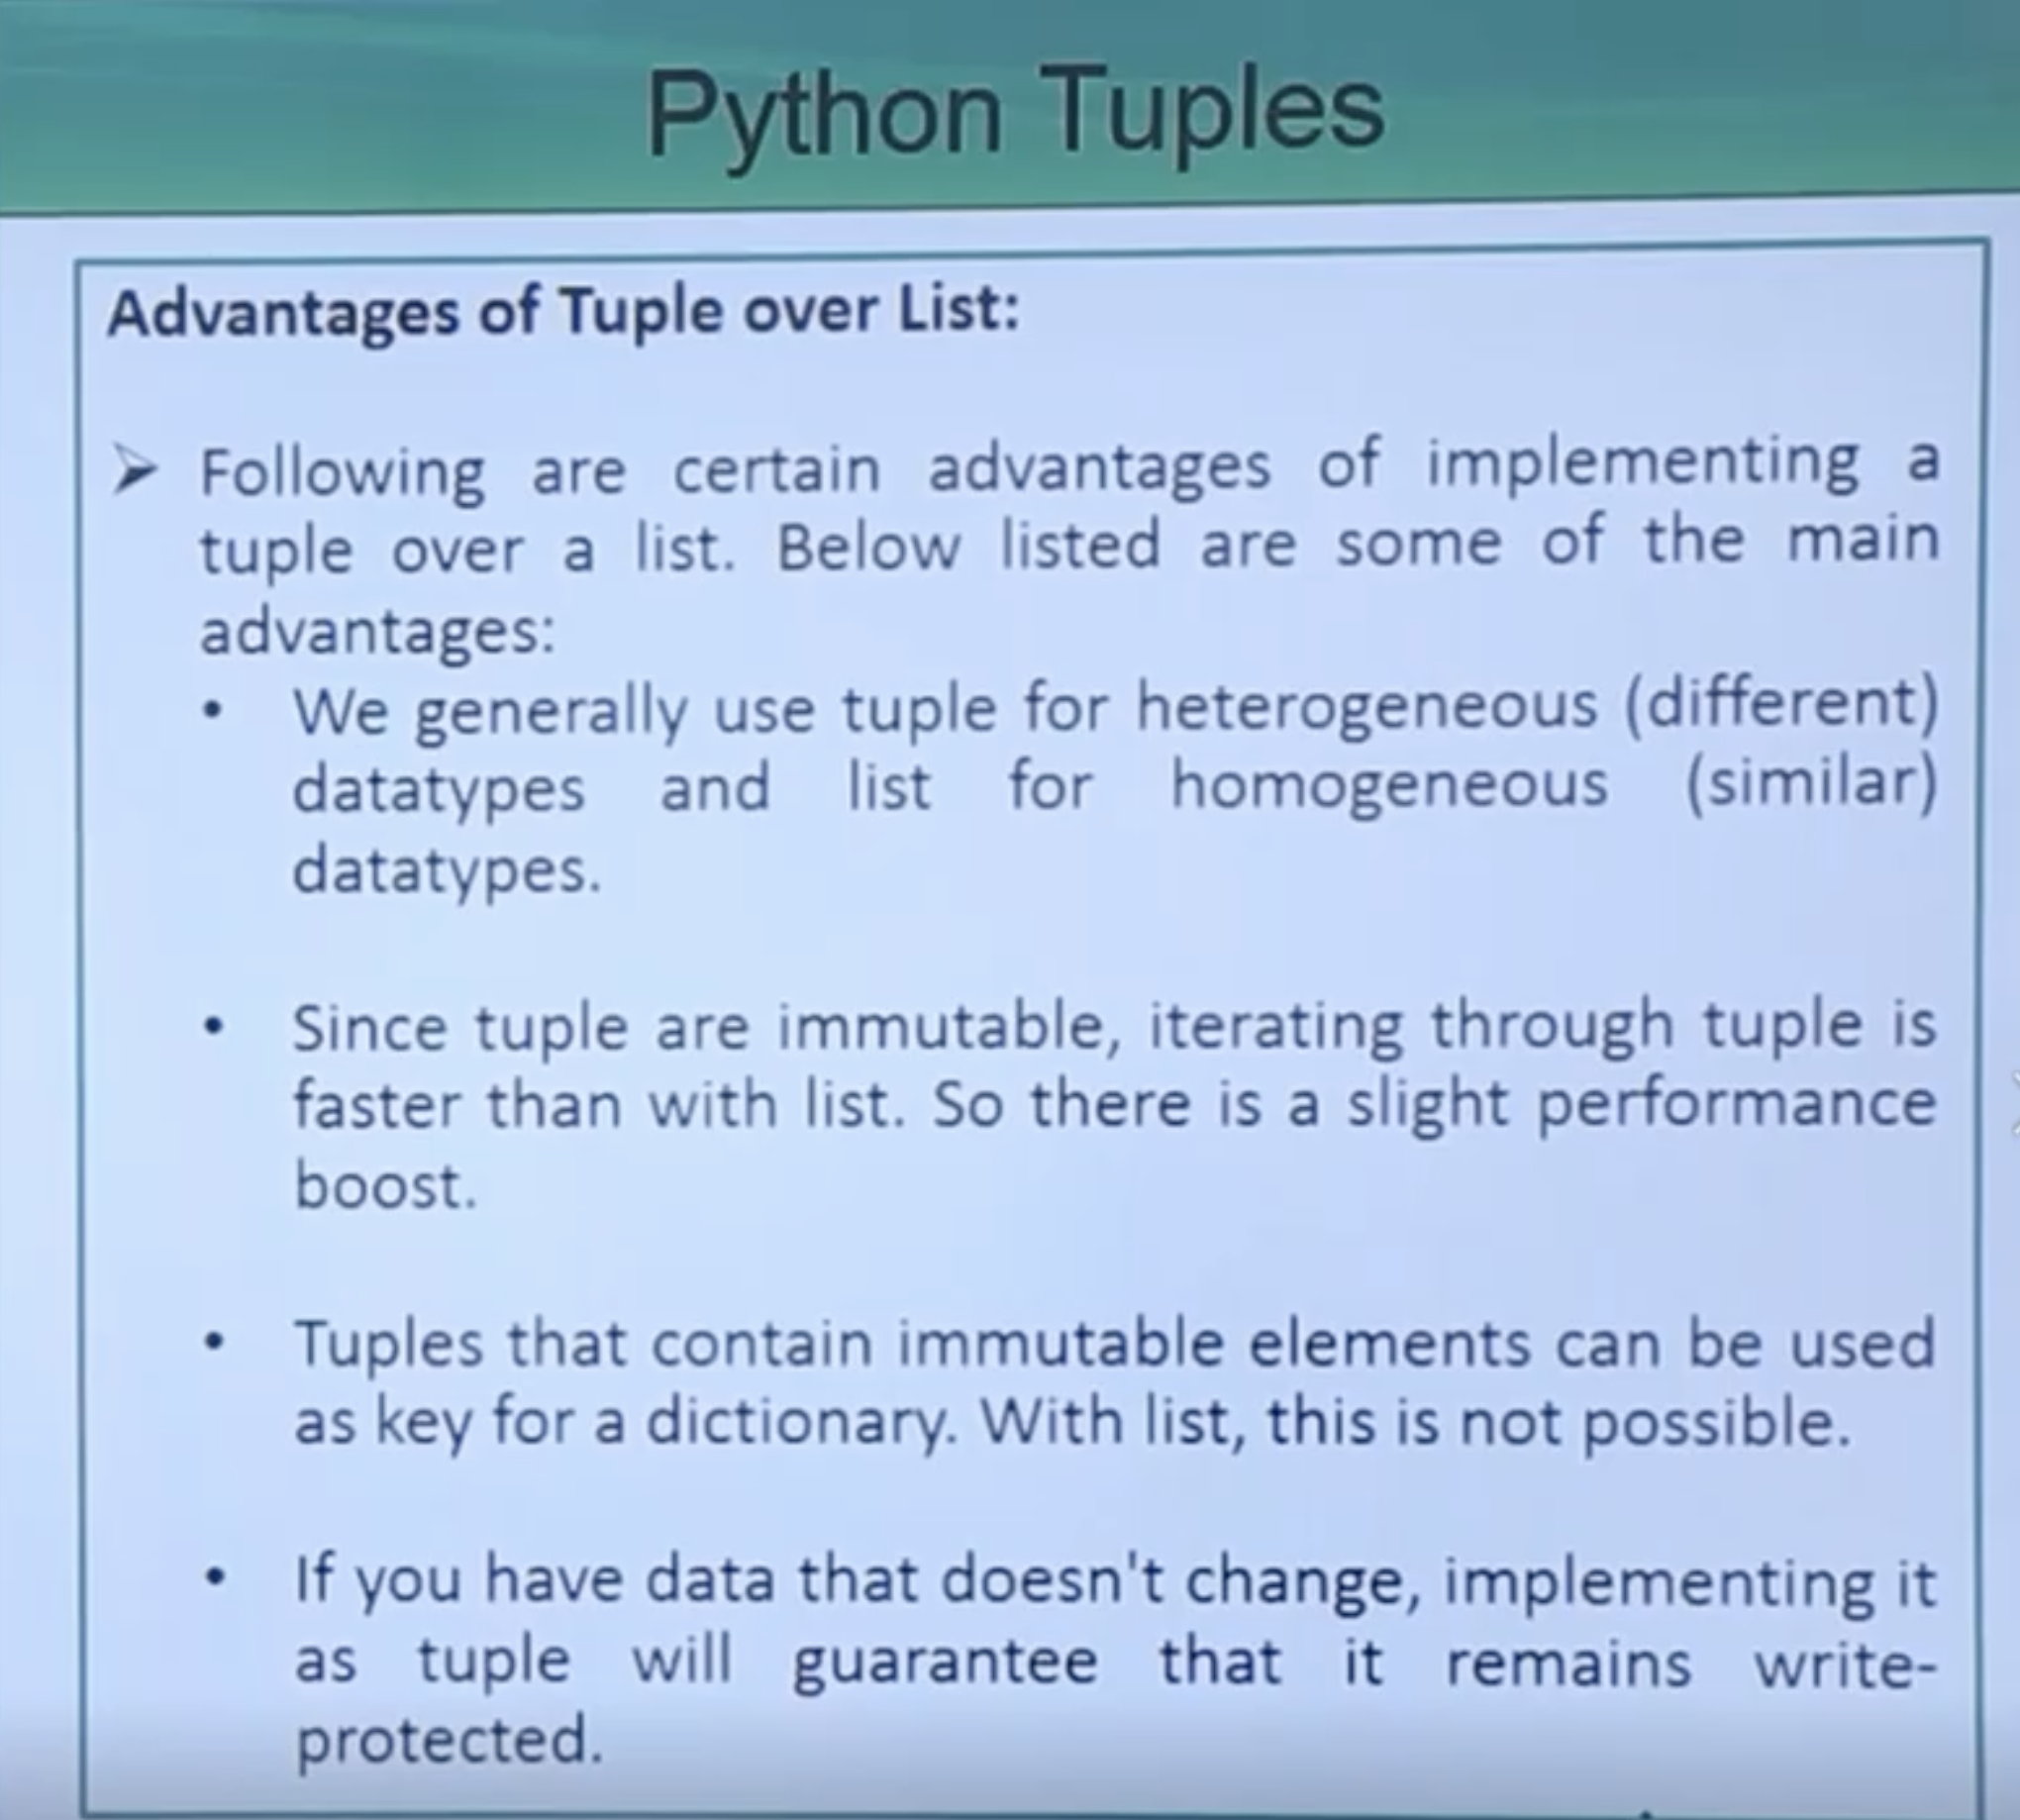 Python Tuples
Advantages of Tuple over List:
Following are certain advantages of implementing a
tuple over a list. Below listed are some of the main
advantages:
We generally use tuple for heterogeneous (different)
datatypes and list for homogeneous (similar)
datatypes.
Since tuple are immutable, iterating through tuple is
faster than with list. So there is a slight performance
boost.
Tuples that contain immutable elements can be used
as key for a dictionary. With list, this is not possible.
If you have data that doesn't change, implementing it
as tuple will guarantee that it remains write-
protected.